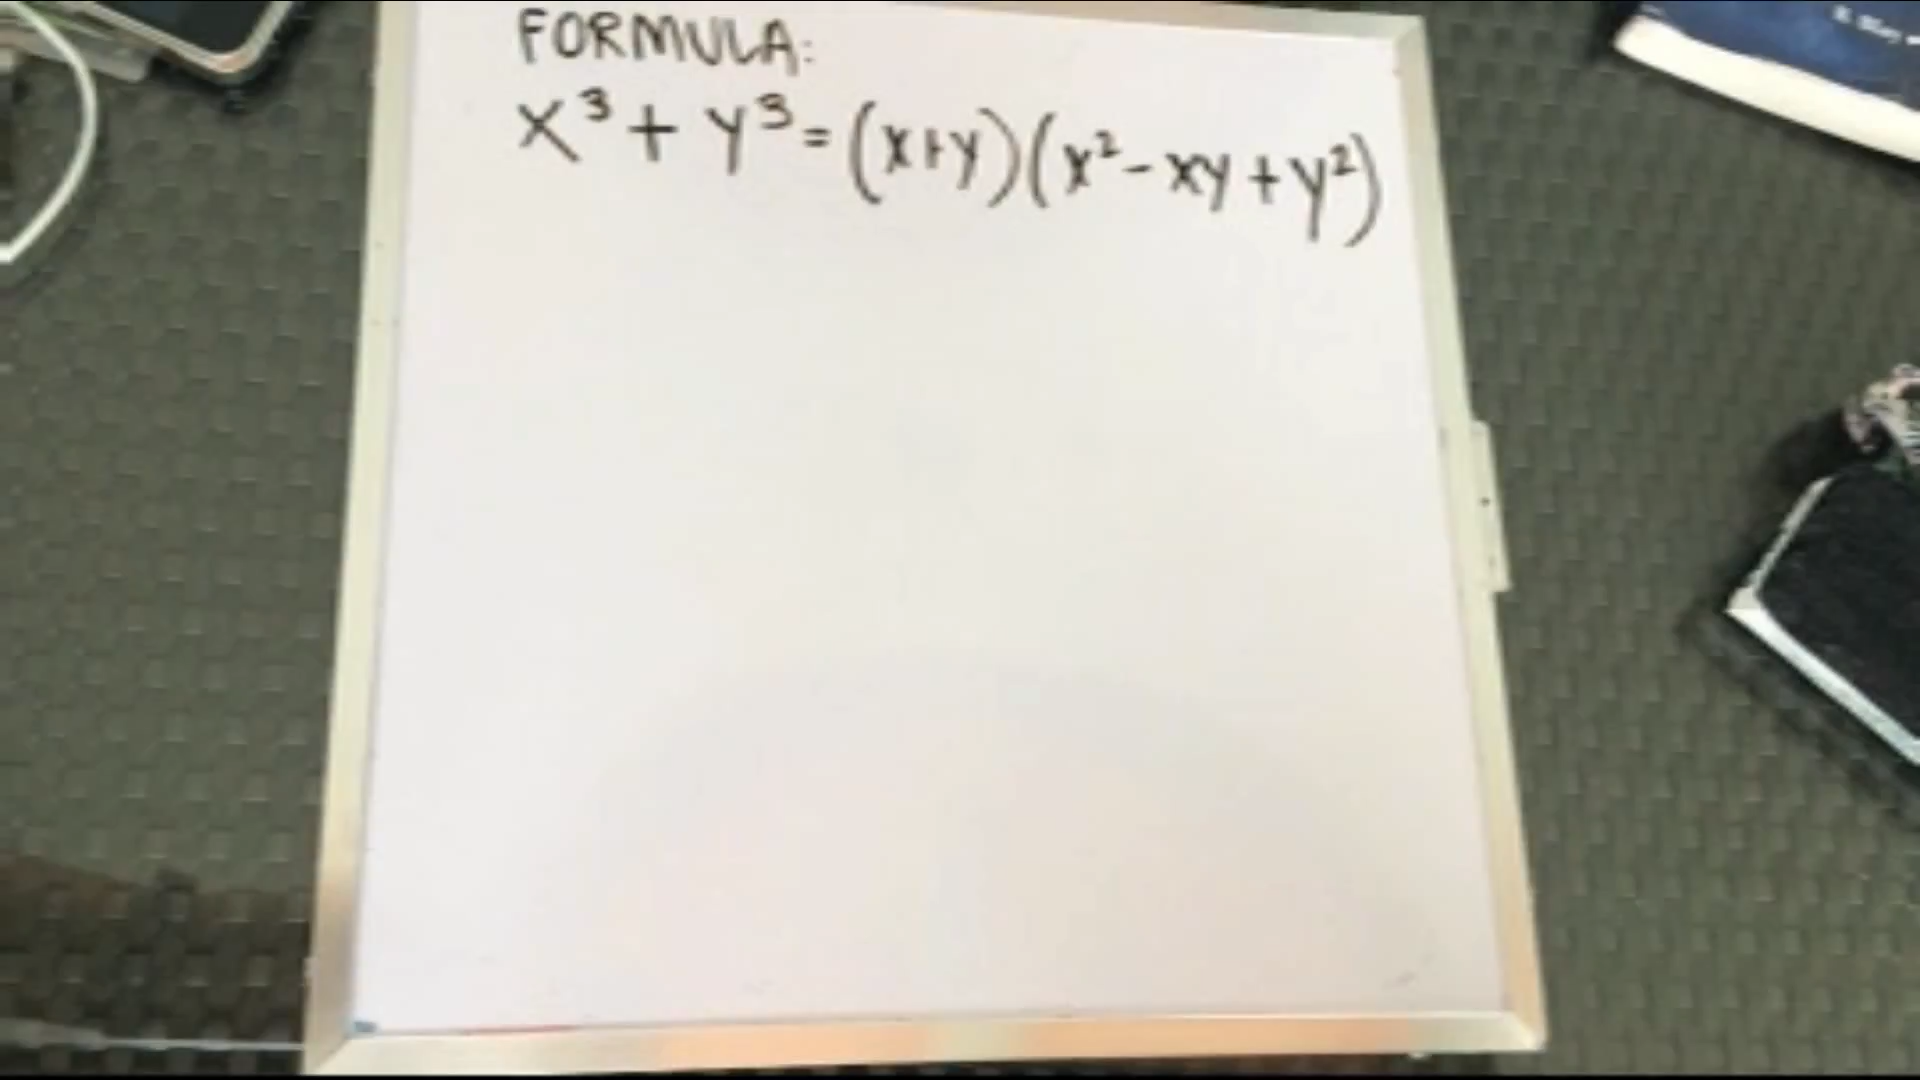 FORMULA:
x³ + y³ = (x+y)(x² - xy + y²)